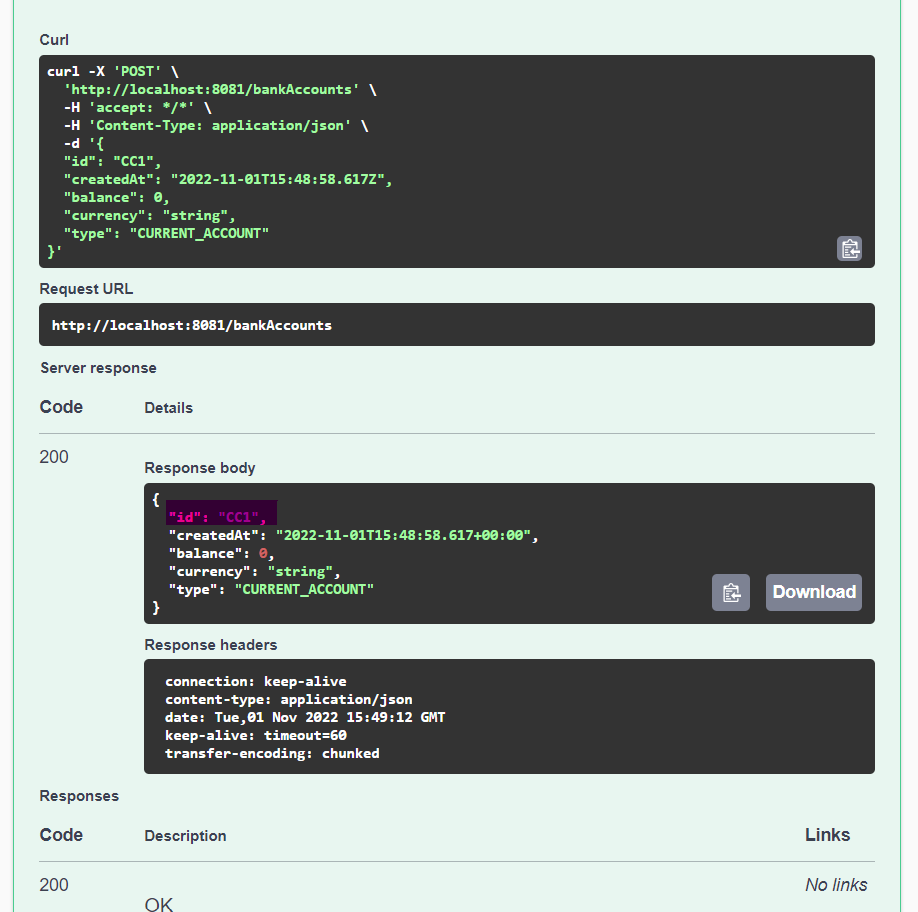 Curl
curl -X 'POST' \
'http://localhost:8081/bankAccounts' \
-H 'accept: */*' \
-H 'Content-Type: application/json' \
-d '{
"id": "CC1",
"createdAt": "2022-11-01T15:48:58.617Z",
"balance": 0,
"currency": "string",
"type": "CURRENT_ACCOUNT"
}'
Request URL
http://localhost:8081/bankAccounts
Server response
Code Details
200
Response body
{
"id": "CC1",
"createdAt": "2022-11-01T15:48:58.617+00:00",
"balance": 0,
"currency": "string",
"type": "CURRENT_ACCOUNT"
}
Download
Response headers
connection: keep-alive
content-type: application/json
date: Tue,01 Nov 2022 15:49:12 GMT
keep-alive: timeout=60
transfer-encoding: chunked
Responses
Code Description Links
200 No links
OK